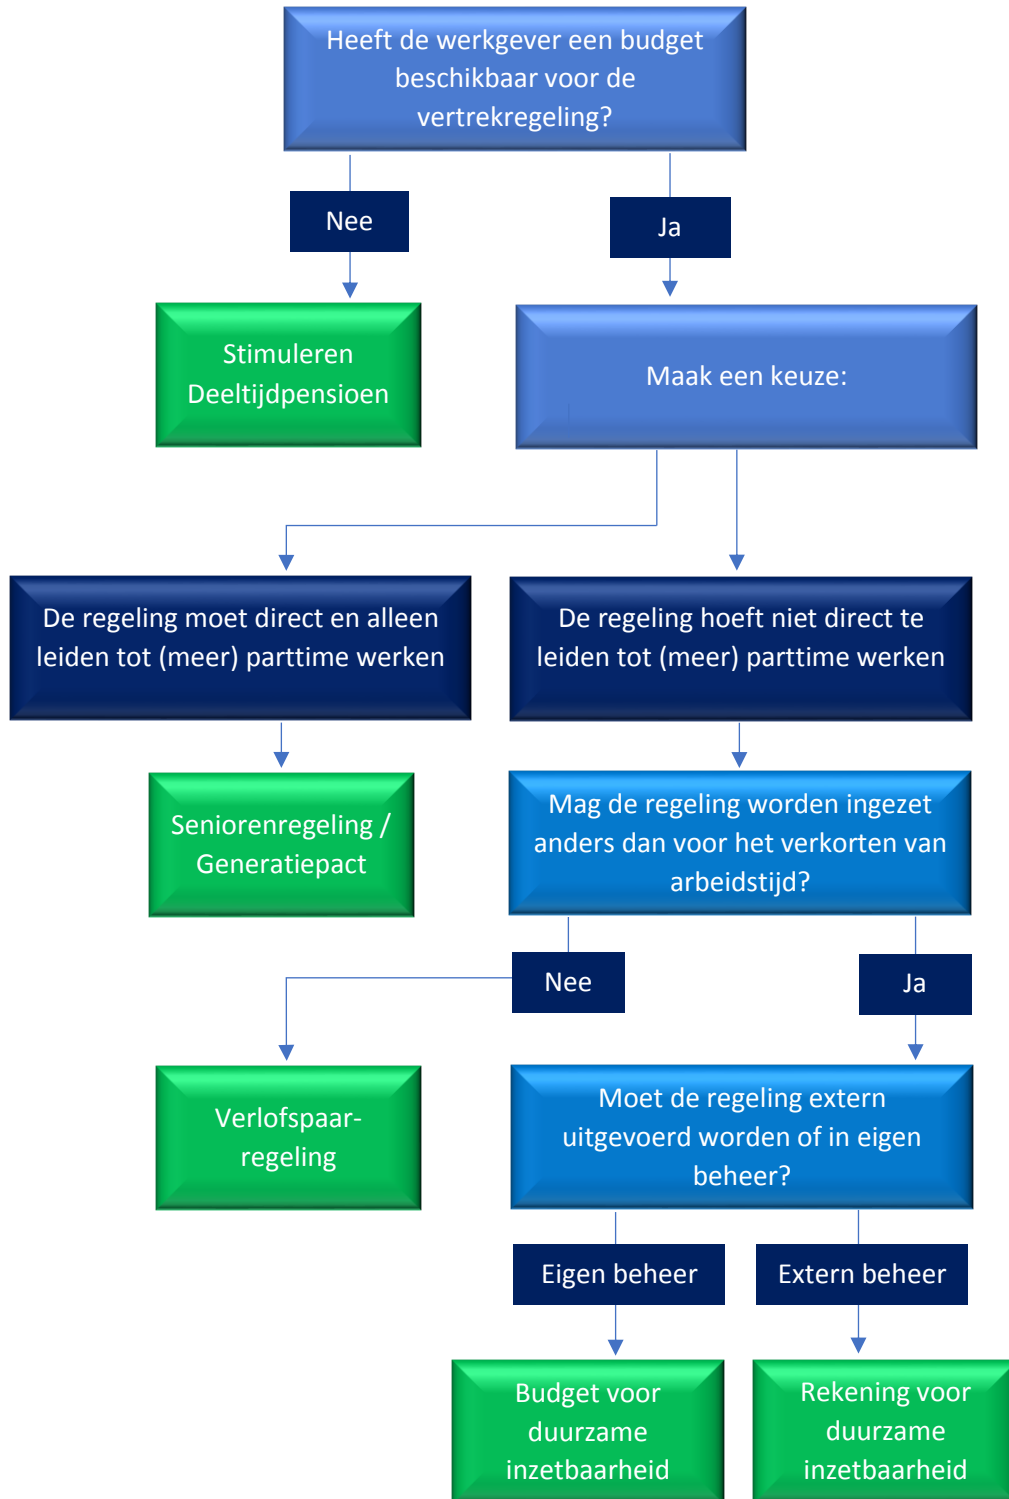 Heeft de werkgever een budget
beschikbaar voor de
vertrekregeling?
Nee
Ja
Stimuleren
Deeltijdpensioen
Maak een keuze:
De regeling moet direct en alleen
leiden tot (meer) parttime werken
De regeling hoeft niet direct te
leiden tot (meer) parttime werken
Seniorenregeling /
Generatiepact
Mag de regeling worden ingezet
anders dan voor het verkorten van
arbeidstijd?
Nee
Ja
Verlofspaar-
regeling
Moet de regeling extern
uitgevoerd worden of in eigen
beheer?
Eigen beheer
Extern beheer
Budget voor
duurzame
inzetbaarheid
Rekening voor
duurzame
inzetbaarheid